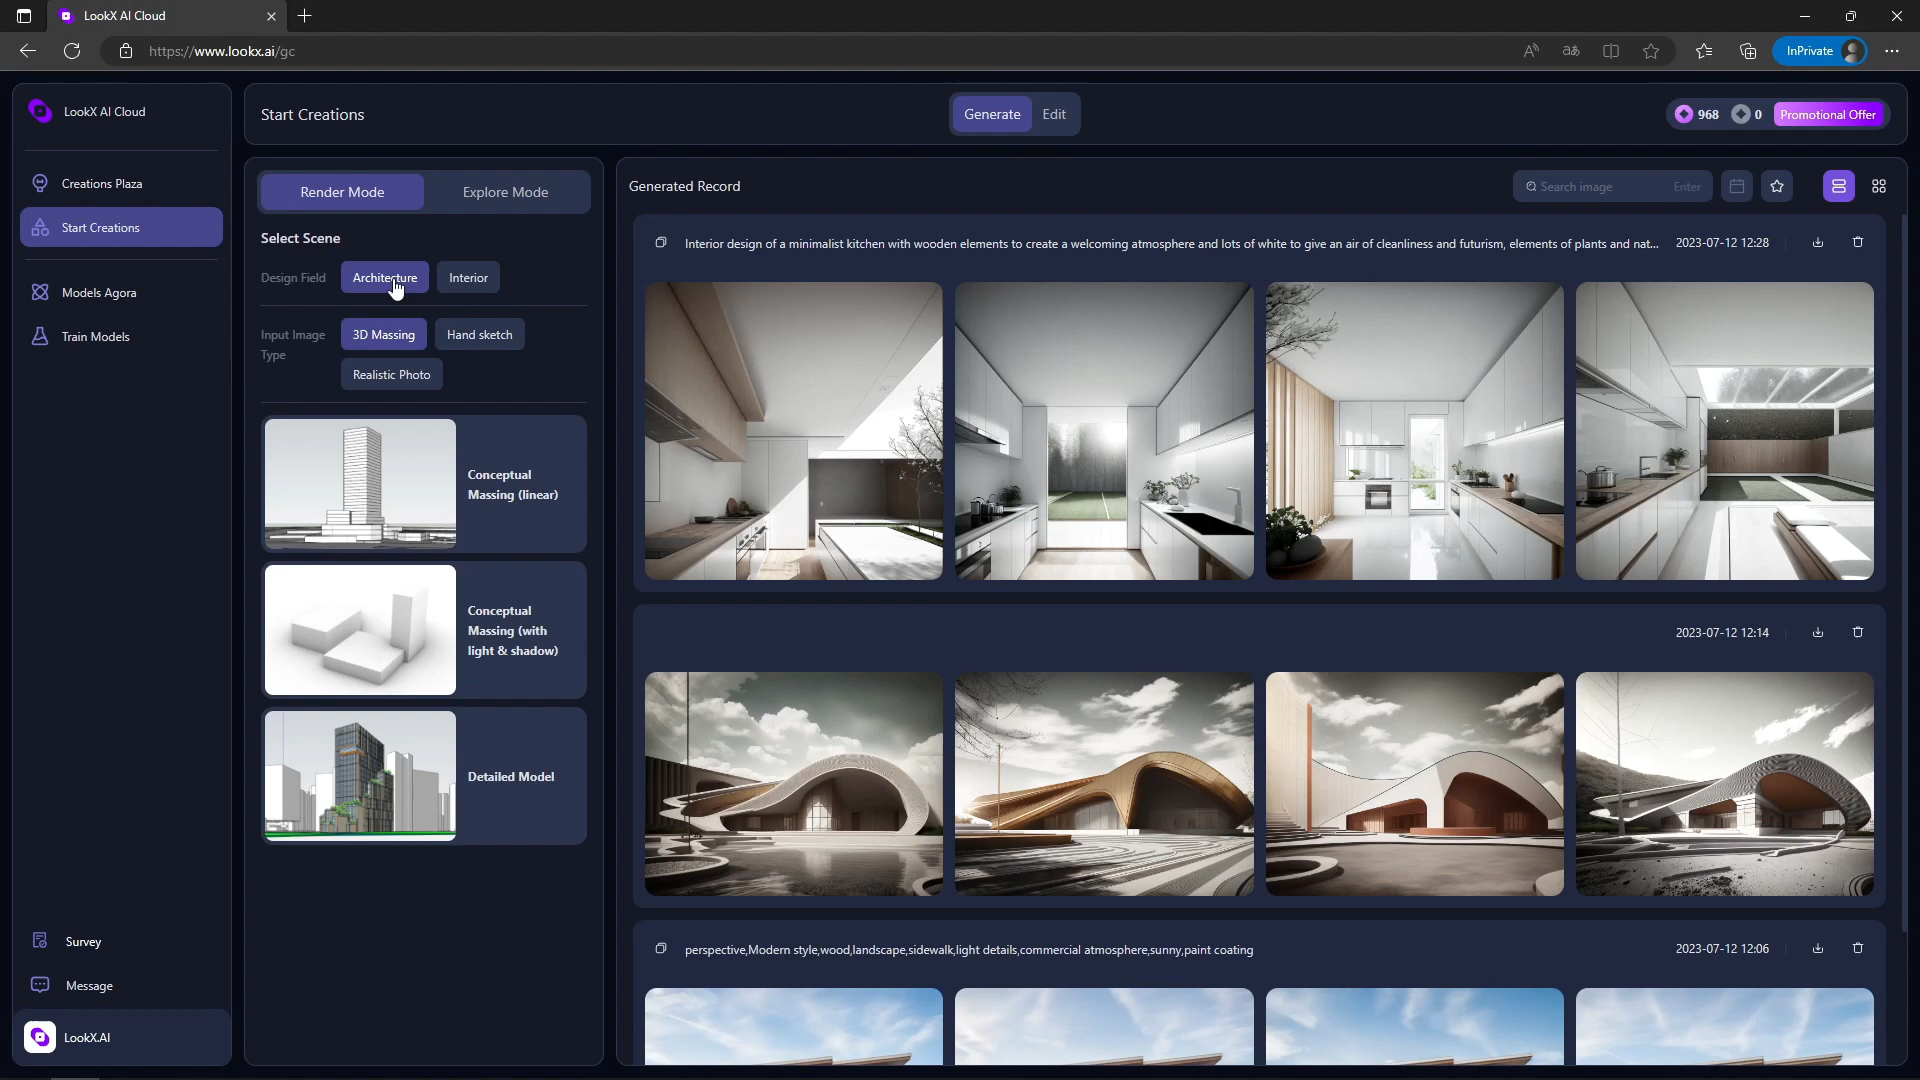 LookX AI Cloud
https://www.lookx.ai/gc
InPrivate
LookX AI Cloud
Creations Plaza
Start Creations
Models Agora
Train Models
Survey
Message
LookX.AI
Start Creations
Generate
Edit
968
0
Promotional Offer
Render Mode
Explore Mode
Select Scene
Design Field
Architecture
Interior
Input Image
Type
3D Massing
Hand sketch
Realistic Photo
Conceptual
Massing (linear)
Conceptual
Massing (with
light & shadow)
Detailed Model
Generated Record
Search image
Enter
Interior design of a minimalist kitchen with wooden elements to create a welcoming atmosphere and lots of white to give an air of cleanliness and futurism, elements of plants and nat...
2023-07-12 12:28
2023-07-12 12:14
perspective,Modern style,wood,landscape,sidewalk,light details,commercial atmosphere,sunny,paint coating
2023-07-12 12:06